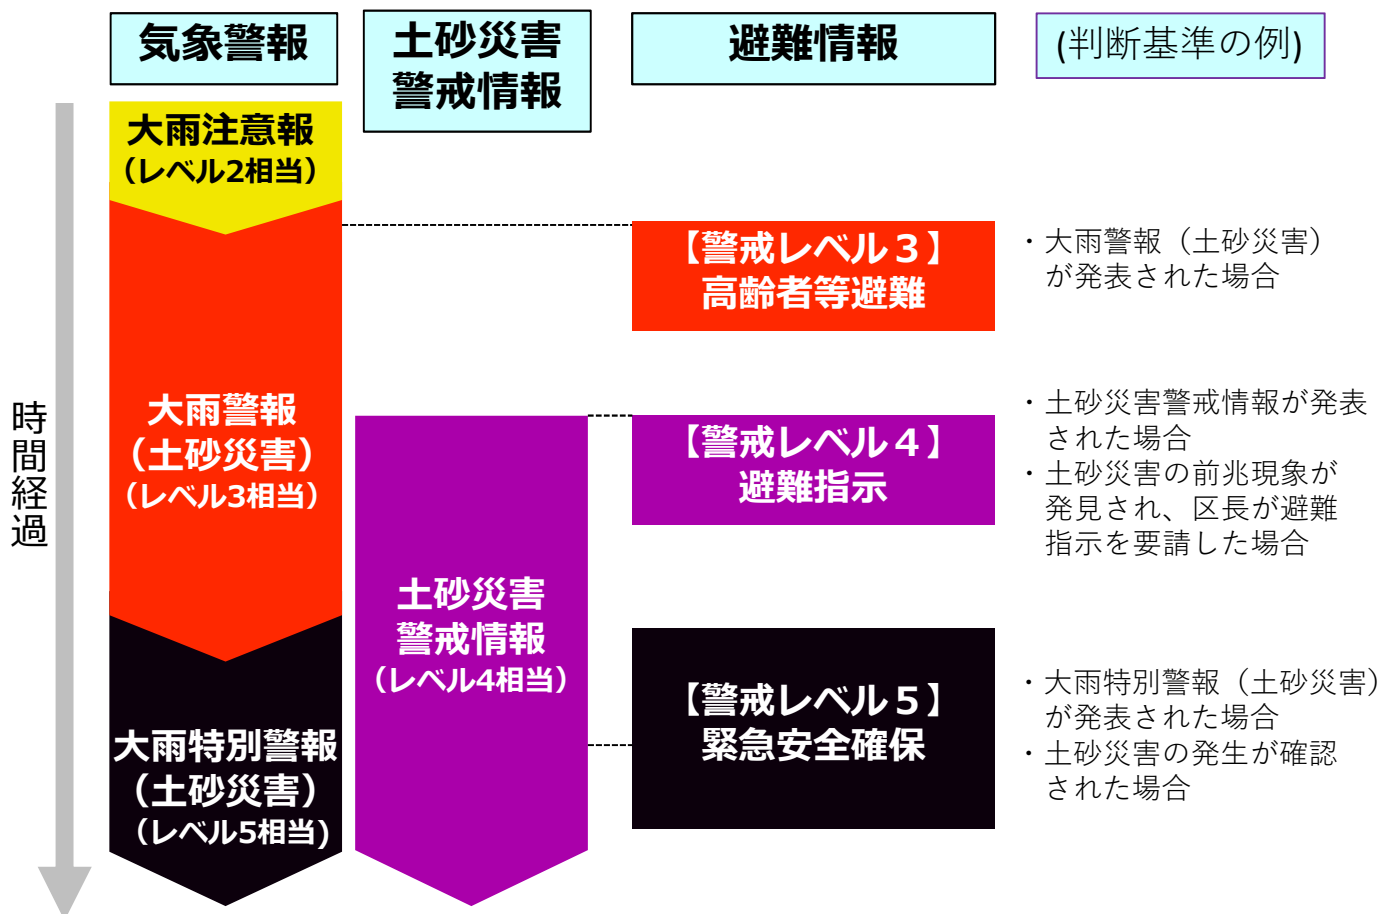 気象警報
土砂災害
警戒情報
避難情報
(判断基準の例)
時間経過
大雨注意報
（レベル2相当）
大雨警報
（土砂災害）
（レベル3相当）
大雨特別警報
（土砂災害）
（レベル5相当)
土砂災害
警戒情報
（レベル4相当）
【警戒レベル３】
高齢者等避難
・大雨警報（土砂災害）
が発表された場合
【警戒レベル４】
避難指示
・土砂災害警戒情報が発表
された場合
・土砂災害の前兆現象が
発見され、区長が避難
指示を要請した場合
【警戒レベル５】
緊急安全確保
・大雨特別警報（土砂災害）
が発表された場合
・土砂災害の発生が確認
された場合